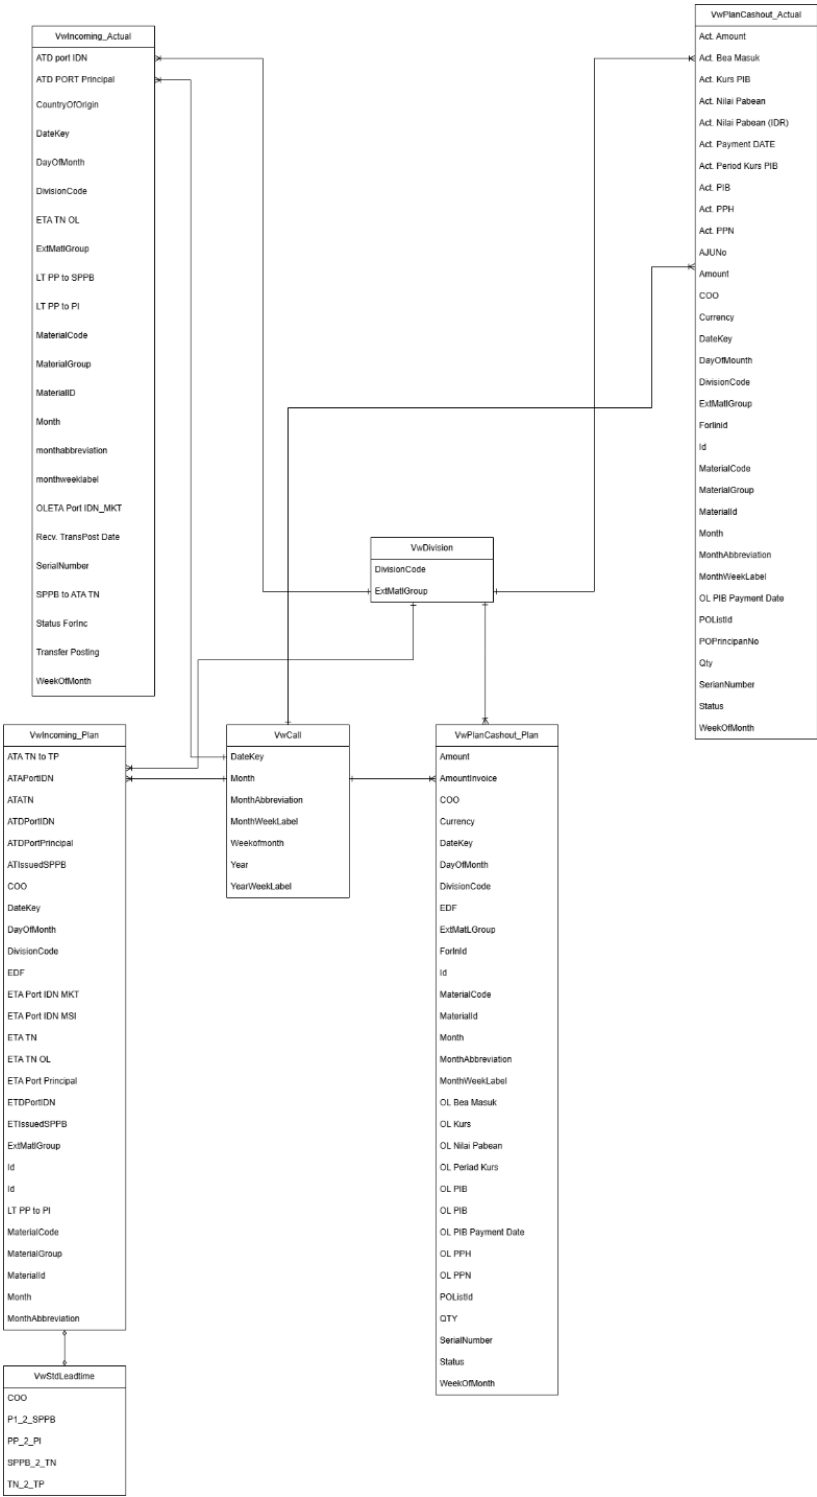 VwIncoming_Actual
ATD port IDN
ATD PORT Principal
CountryOfOrigin
DateKey
DayOfMonth
DivisionCode
ETA TN OL
ExtMatlGroup
LT PP to SPPB
LT PP to PI
MaterialCode
MaterialGroup
MaterialID
Month
monthabbreviation
monthweeklabel
OLETA Port IDN_MKT
Recv. TransPost Date
SerialNumber
SPPB to ATA TN
Status ForInc
Transfer Posting
WeekOfMonth
VwPlanCashout_Actual
Act. Amount
Act. Bea Masuk
Act. Kurs PIB
Act. Nilai Pabean
Act. Nilai Pabean (IDR)
Act. Payment DATE
Act. Period Kurs PIB
Act. PIB
Act. PPH
Act. PPN
AJUNo
Amount
COO
Currency
DateKey
DayOfMounth
DivisionCode
ExtMatlGroup
ForInid
Id
MaterialCode
MaterialGroup
MaterialId
Month
MonthAbbreviation
MonthWeekLabel
OL PIB Payment Date
POListId
POPrincipanNo
Qty
SerianNumber
Status
WeekOfMonth
VwDivision
DivisionCode
ExtMatlGroup
VwIncoming_Plan
ATA TN to TP
ATAPortIDN
ATATN
ATDPortIDN
ATDPortPrincipal
ATIssuedSPPB
COO
DateKey
DayOfMonth
DivisionCode
EDF
ETA Port IDN MKT
ETA Port IDN MSI
ETA TN
ETA TN OL
ETA Port Principal
ETDPortIDN
ETIssuedSPPB
ExtMatlGroup
Id
Id
LT PP to PI
MaterialCode
MaterialGroup
MaterialId
Month
MonthAbbreviation
VwCall
DateKey
Month
MonthAbbreviation
MonthWeekLabel
Weekofmonth
Year
YearWeekLabel
VwPlanCashout_Plan
Amount
AmountInvoice
COO
Currency
DateKey
DayOfMonth
DivisionCode
EDF
ExtMatLGroup
ForInId
Id
MaterialCode
MaterialId
Month
MonthAbbreviation
MonthWeekLabel
OL Bea Masuk
OL Kurs
OL Nilai Pabean
OL Periad Kurs
OL PIB
OL PIB
OL PIB Payment Date
OL PPH
OL PPN
POListId
QTY
SerialNumber
Status
WeekOfMonth
VwStdLeadtime
COO
P1_2_SPPB
PP_2_PI
SPPB_2_TN
TN_2_TP